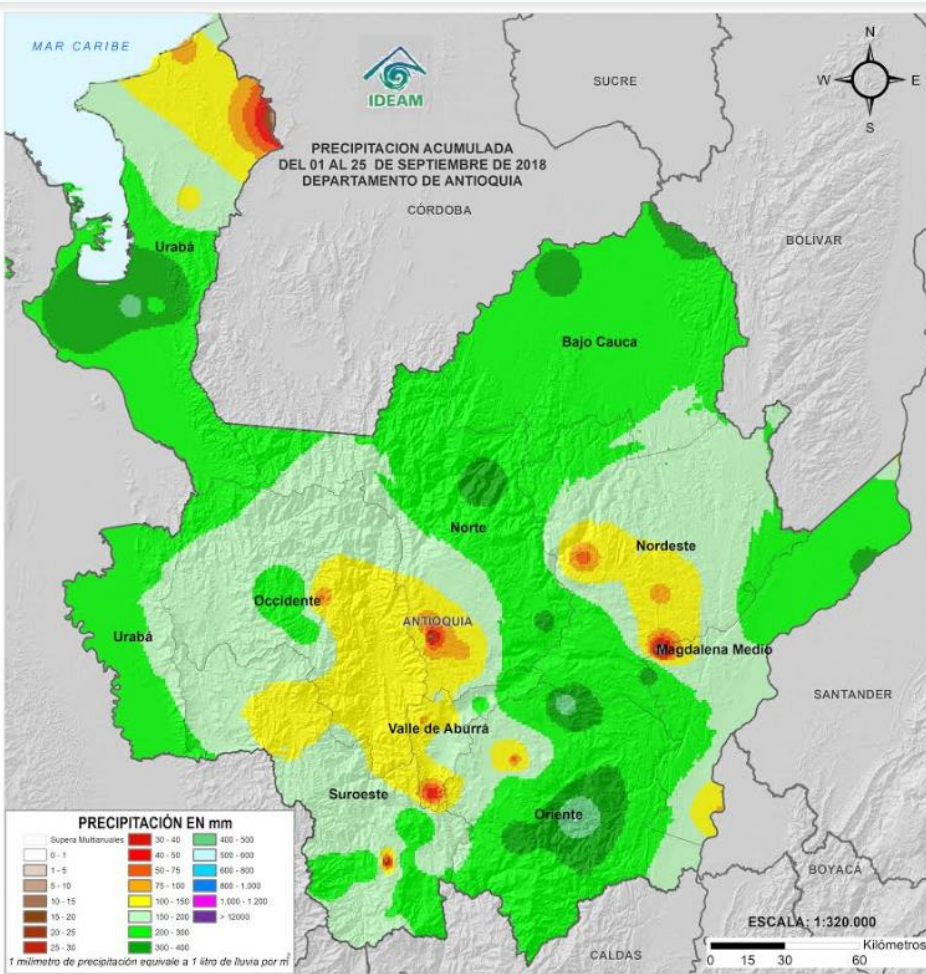 MAR CARIBE
IDEAM
SUCRE
N
W
E
S
PRECIPITACION ACUMULADA
DEL 01 AL 25 DE SEPTIEMBRE DE 2018
DEPARTAMENTO DE ANTIOQUIA
CÓRDOBA
BOLÍVAR
Urabá
Bajo Cauca
Norte
Nordeste
Occidente
ANTIOQUIA
Urabá
Magdalena Medio
SANTANDER
Valle de Aburrá
Suroeste
Oriente
BOYACÁ
CALDAS
PRECIPITACIÓN EN mm
Supera Multianuales
0 - 1
1 - 5
5 - 10
10 - 15
15 - 20
20 - 25
25 - 30
30 - 40
40 - 50
50 - 75
75 - 100
100 - 150
150 - 200
200 - 300
300 - 400
400 - 500
500 - 600
600 - 800
800 - 1.000
1,000 - 1.200
> 12000
1 milimetro de precipitación equivale a 1 litro de lluvia por m²
ESCALA: 1:320.000
Kilómetros
0 15 30 60